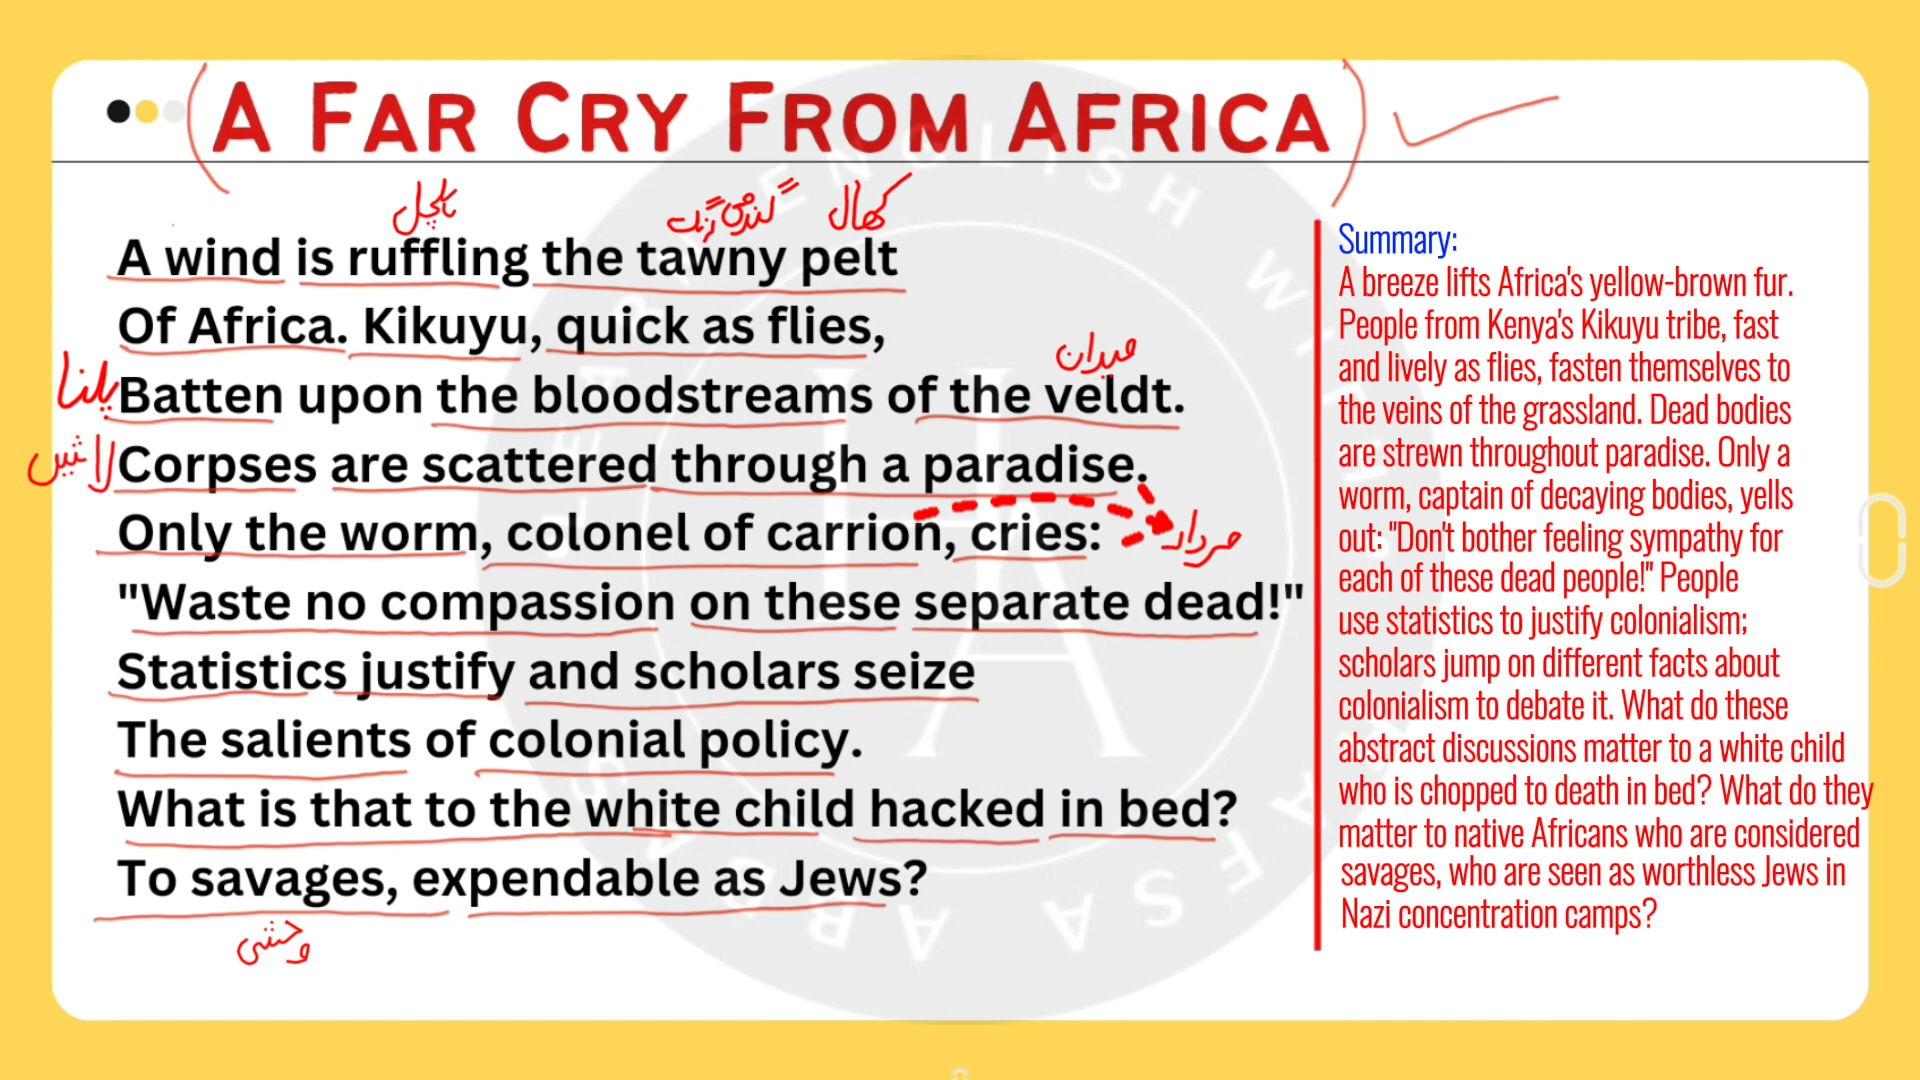 A FAR CRY FROM AFRICA
ہلچل گندمی رنگ کھال
A wind is ruffling the tawny pelt
Of Africa. Kikuyu, quick as flies,
میدان
پلنا
Batten upon the bloodstreams of the veldt.
لاشیں
Corpses are scattered through a paradise.
Only the worm, colonel of carrion, cries:
مردار
"Waste no compassion on these separate dead!"
Statistics justify and scholars seize
The salients of colonial policy.
What is that to the white child hacked in bed?
To savages, expendable as Jews?
وحشی
Summary:
A breeze lifts Africa's yellow-brown fur.
People from Kenya's Kikuyu tribe, fast
and lively as flies, fasten themselves to
the veins of the grassland. Dead bodies
are strewn throughout paradise. Only a
worm, captain of decaying bodies, yells
out: "Don't bother feeling sympathy for
each of these dead people!" People
use statistics to justify colonialism;
scholars jump on different facts about
colonialism to debate it. What do these
abstract discussions matter to a white child
who is chopped to death in bed? What do they
matter to native Africans who are considered
savages, who are seen as worthless Jews in
Nazi concentration camps?